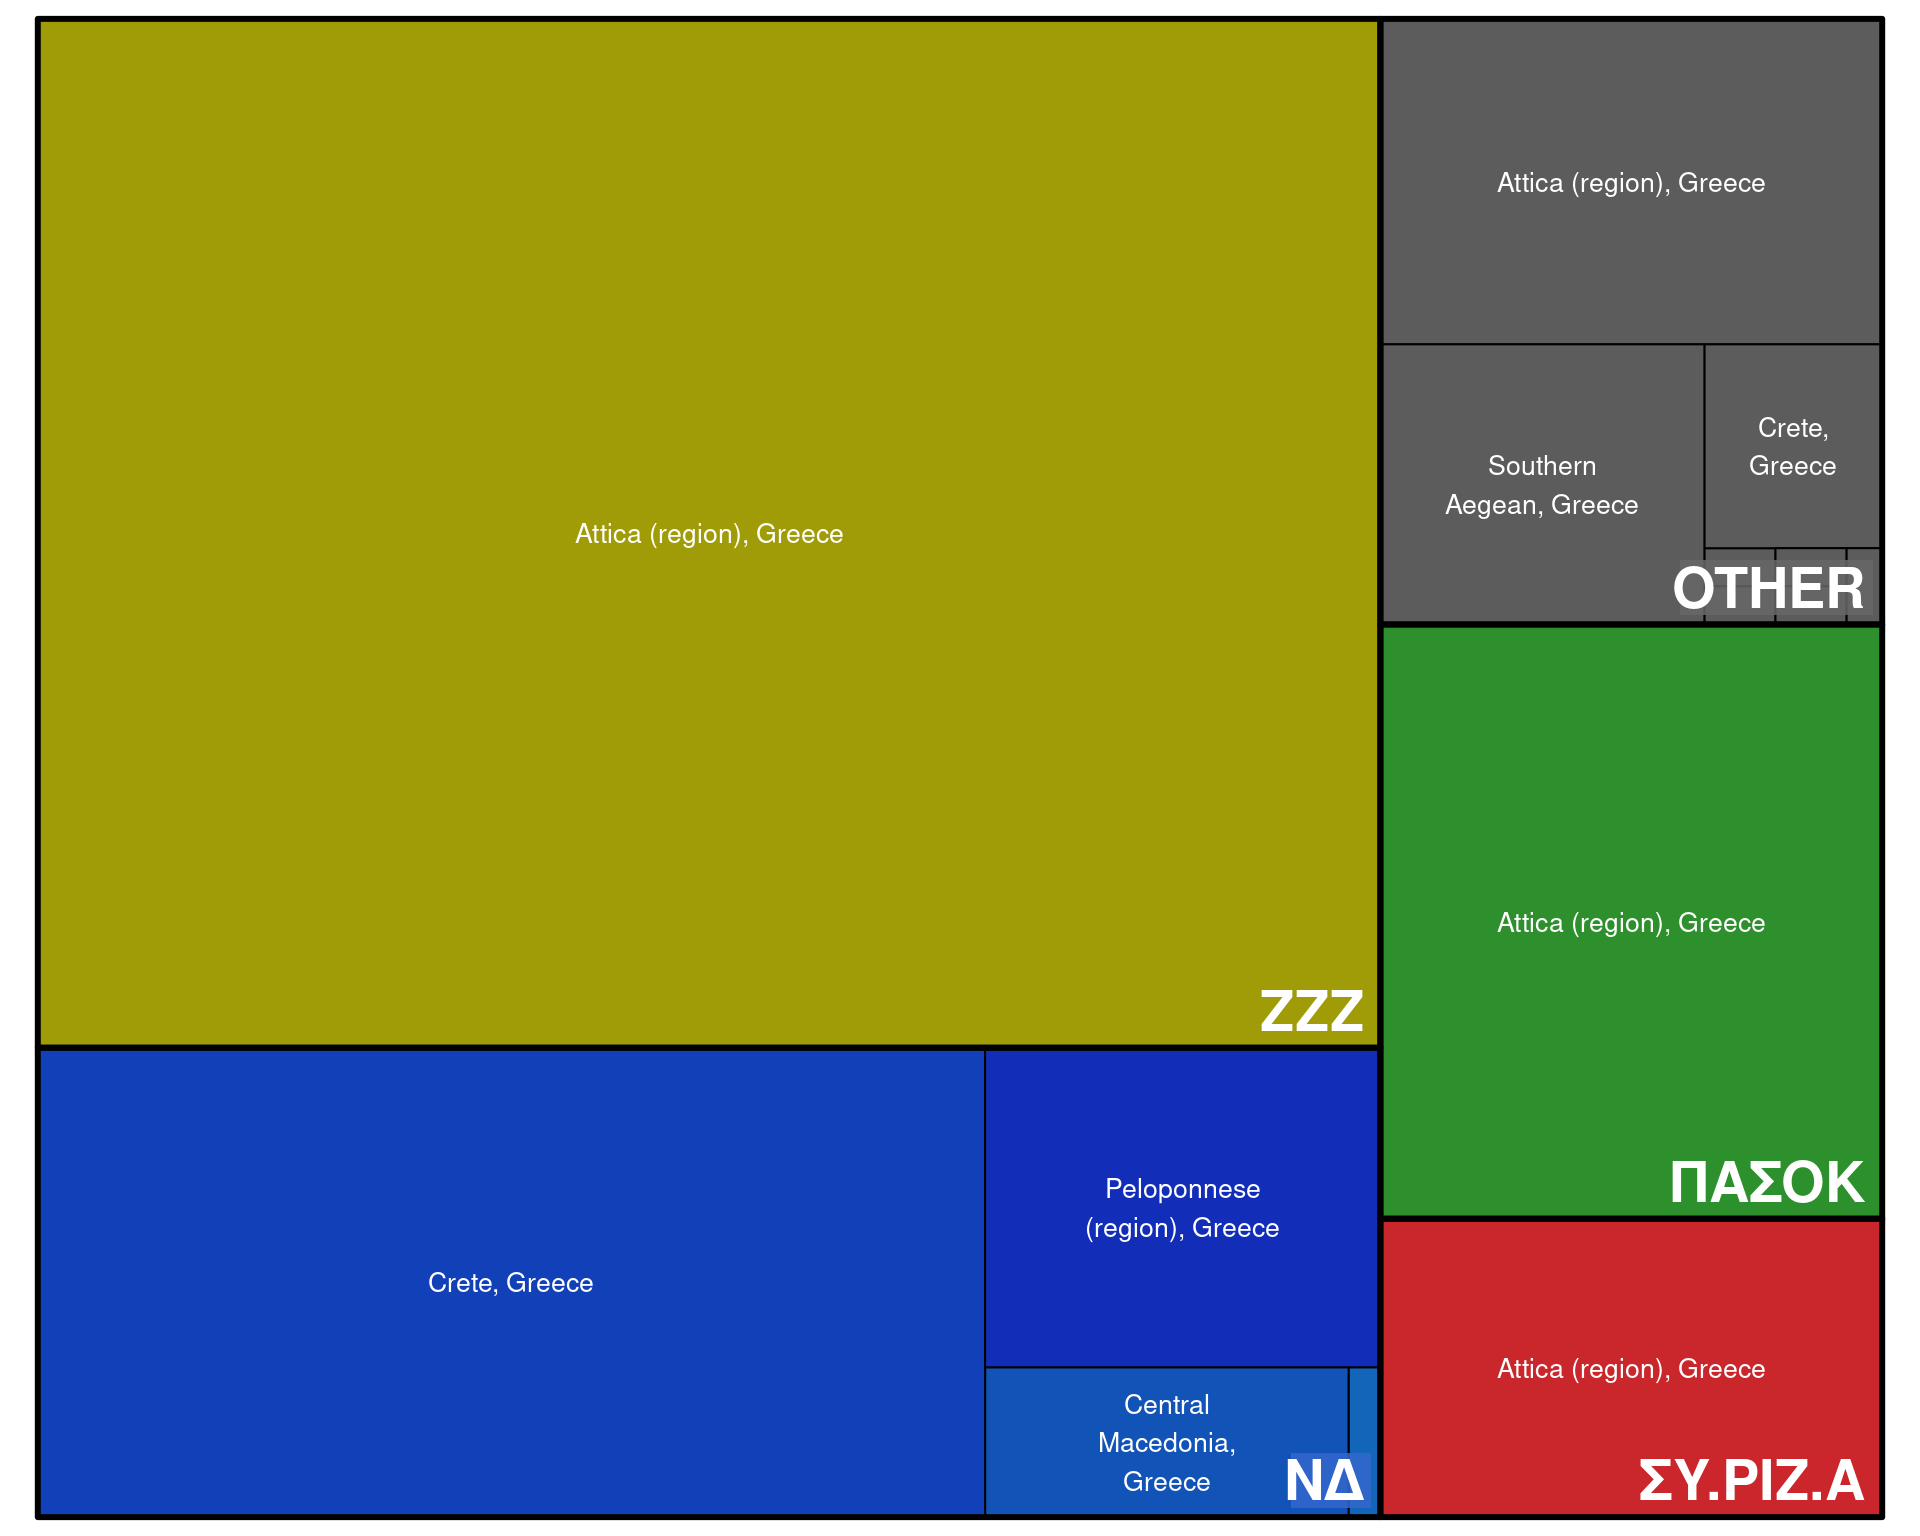 Attica (region), Greece
ZZZ
Crete, Greece
Peloponnese
(region), Greece
Central
Macedonia,
Greece
ΝΔ
Attica (region), Greece
Southern
Aegean, Greece
Crete,
Greece
OTHER
Attica (region), Greece
ΠΑΣΟΚ
Attica (region), Greece
ΣΥ.ΡΙΖ.Α